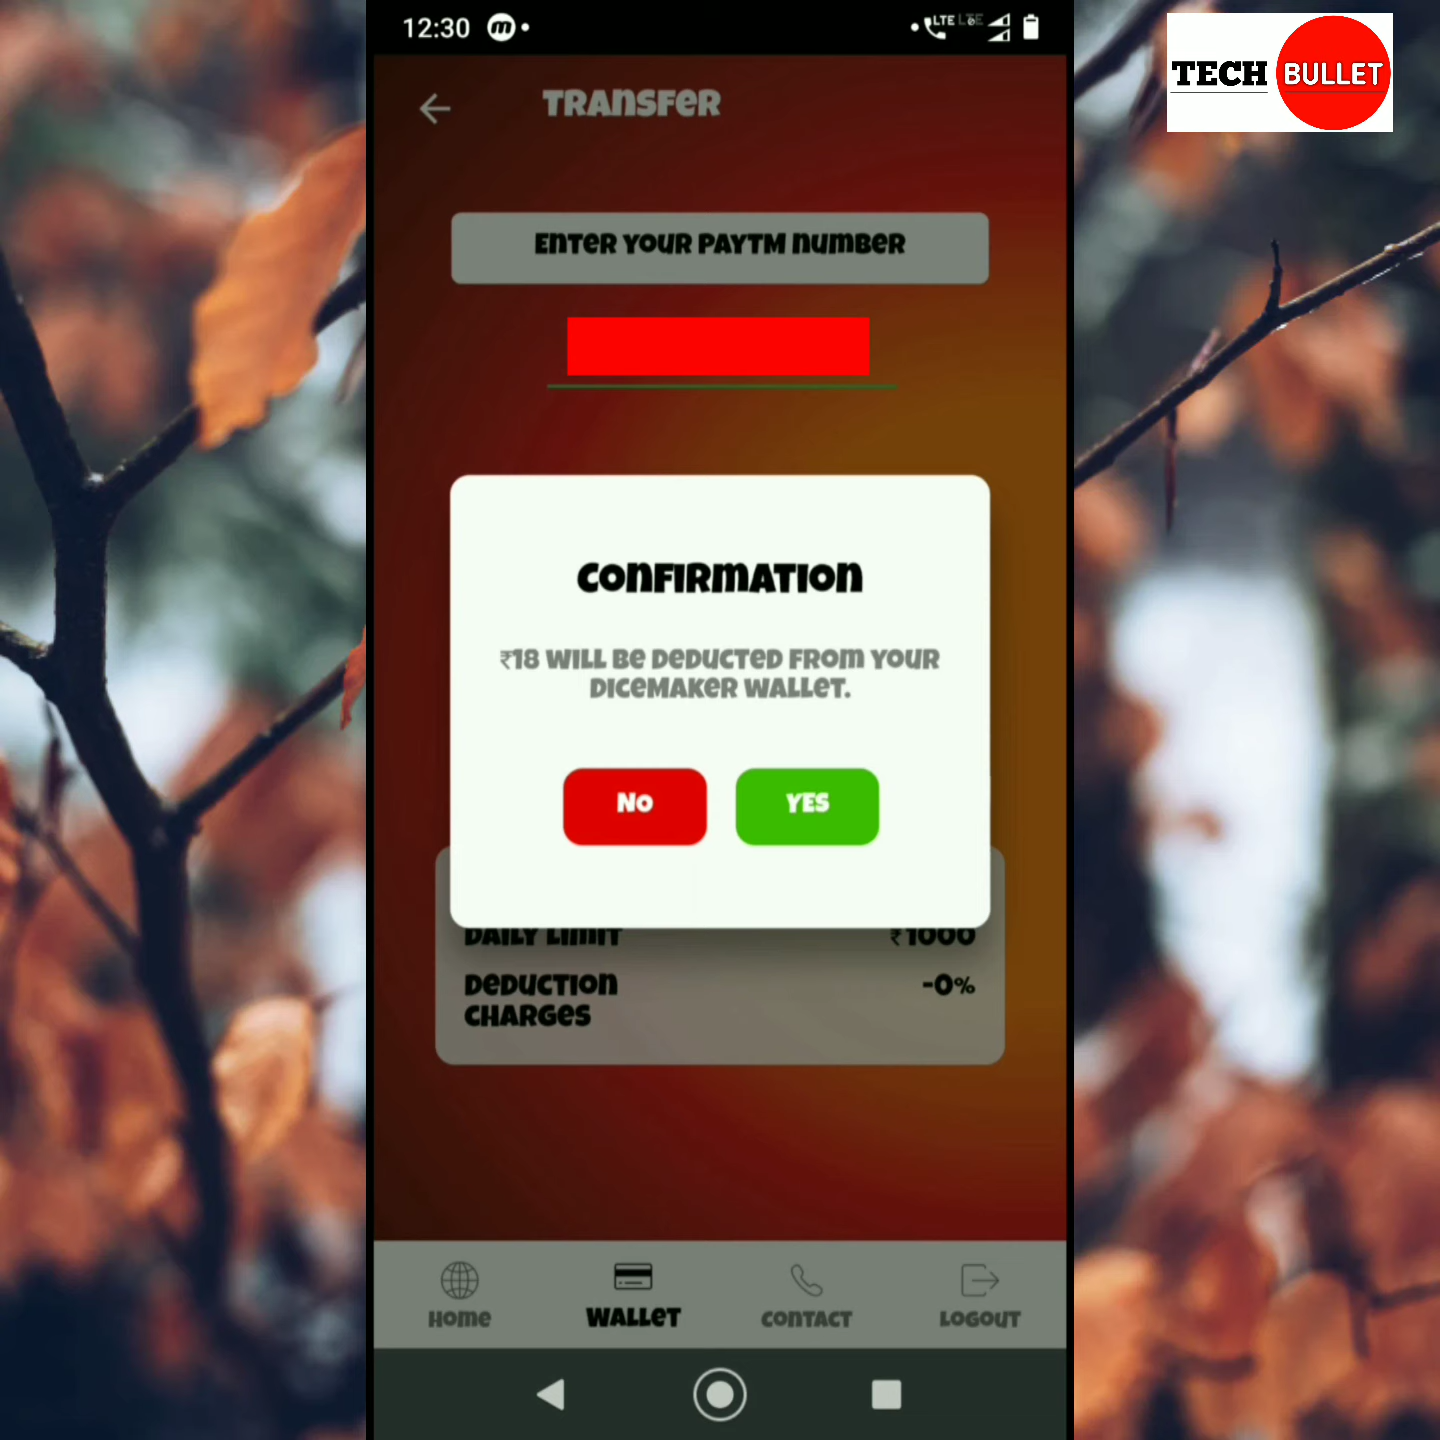 12:30
LTE
TECH BULLET
TRANSFER
ENTER YOUR PAYTM NUMBER
CONFIRMATION
₹18 WILL BE DEDUCTED FROM YOUR
DICEMAKER WALLET.
NO YES
DAILY LIMIT ₹1000
DEDUCTION -0%
CHARGES
HOME WALLET CONTACT LOGOUT